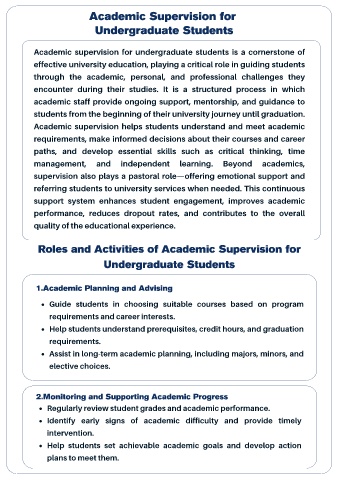 Academic Supervision for
Undergraduate Students
Academic supervision for undergraduate students is a cornerstone of
effective university education, playing a critical role in guiding students
through the academic, personal, and professional challenges they
encounter during their studies. It is a structured process in which
academic staff provide ongoing support, mentorship, and guidance to
students from the beginning of their university journey until graduation.
Academic supervision helps students understand and meet academic
requirements, make informed decisions about their courses and career
paths, and develop essential skills such as critical thinking, time
management, and independent learning. Beyond academics,
supervision also plays a pastoral role—offering emotional support and
referring students to university services when needed. This continuous
support system enhances student engagement, improves academic
performance, reduces dropout rates, and contributes to the overall
quality of the educational experience.
Roles and Activities of Academic Supervision for
Undergraduate Students
1.Academic Planning and Advising
• Guide students in choosing suitable courses based on program
requirements and career interests.
• Help students understand prerequisites, credit hours, and graduation
requirements.
• Assist in long-term academic planning, including majors, minors, and
elective choices.
2.Monitoring and Supporting Academic Progress
• Regularly review student grades and academic performance.
• Identify early signs of academic difficulty and provide timely
intervention.
• Help students set achievable academic goals and develop action
plans to meet them.